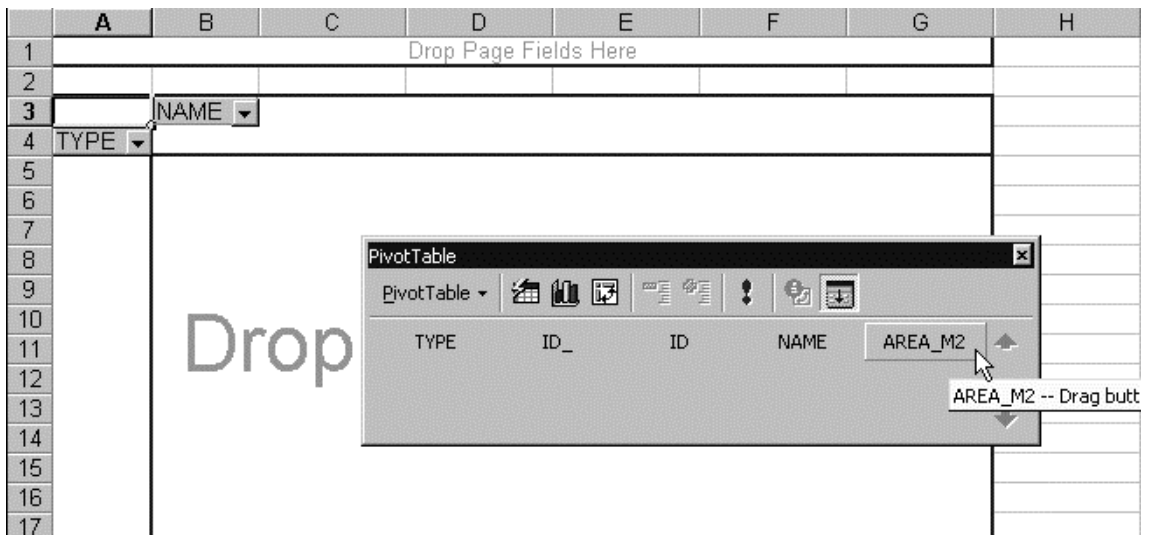 A B C D E F G H
1 Drop Page Fields Here
2
3 NAME
4 TYPE
5
6
7
8 PivotTable
9 PivotTable
10
11 Drop TYPE ID_ ID NAME AREA_M2
12
13 AREA_M2 -- Drag butt
14
15
16
17